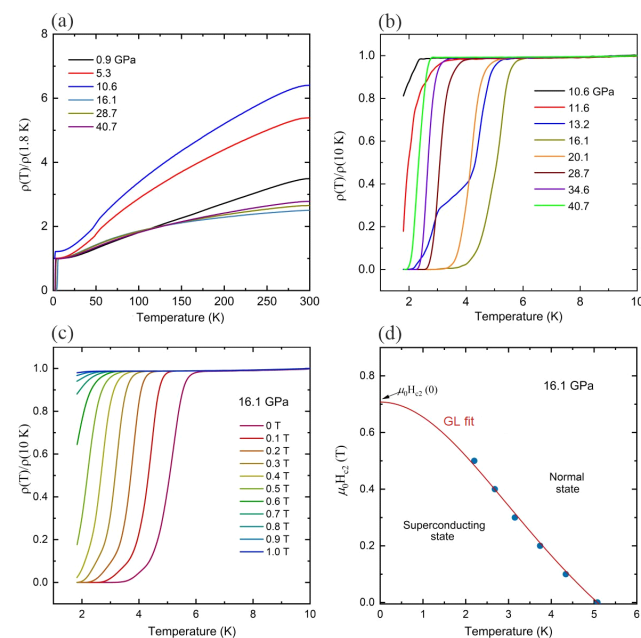 (a)
0.9 GPa
5.3
10.6
16.1
28.7
40.7
ρ(T)/ρ(1.8 K)
8
6
4
2
0
0 50 100 150 200 250 300
Temperature (K)
(b)
10.6 GPa
11.6
13.2
16.1
20.1
28.7
34.6
40.7
ρ(T)/ρ(10 K)
1.0
0.8
0.6
0.4
0.2
0.0
2 4 6 8 10
Temperature (K)
(c)
16.1 GPa
0 T
0.1 T
0.2 T
0.3 T
0.4 T
0.5 T
0.6 T
0.7 T
0.8 T
0.9 T
1.0 T
ρ(T)/ρ(10 K)
1.0
0.8
0.6
0.4
0.2
0.0
2 4 6 8 10
Temperature (K)
(d)
16.1 GPa
μ₀H_c2 (0)
GL fit
Normal
state
Superconducting
state
μ₀H_c2 (T)
0.8
0.6
0.4
0.2
0.0
0 1 2 3 4 5 6
Temperature (K)